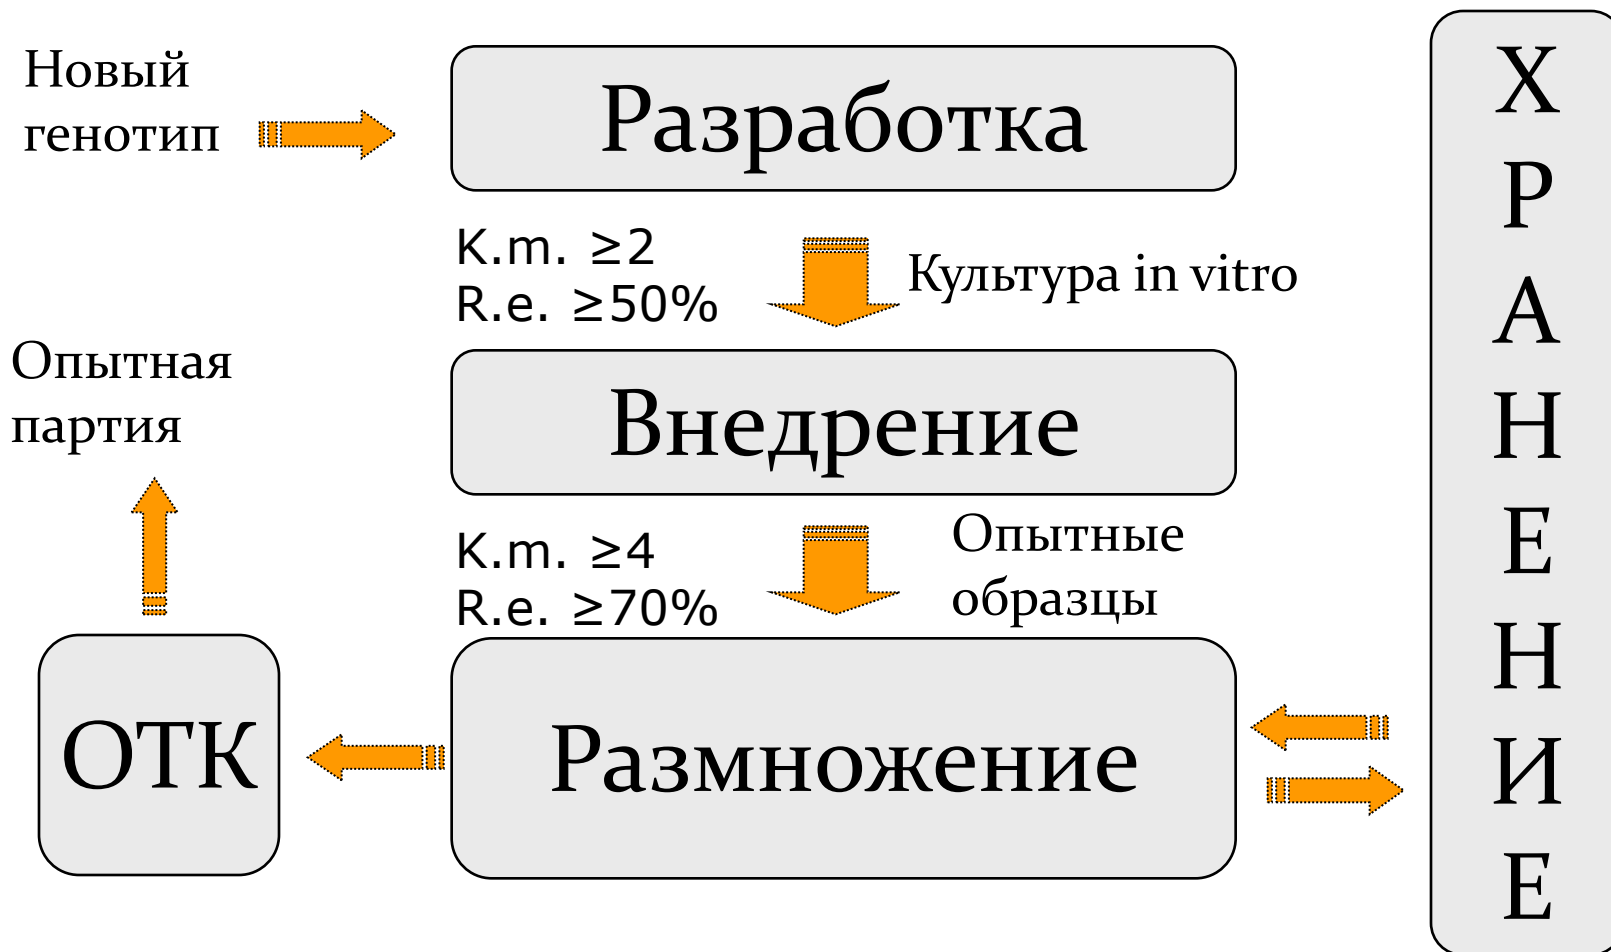 Новый
генотип
Разработка
K.m. ≥2
R.e. ≥50%
Культура in vitro
Опытная
партия
Внедрение
K.m. ≥4
R.e. ≥70%
Опытные
образцы
ОТК
Размножение
Х
Р
А
Н
Е
Н
И
Е